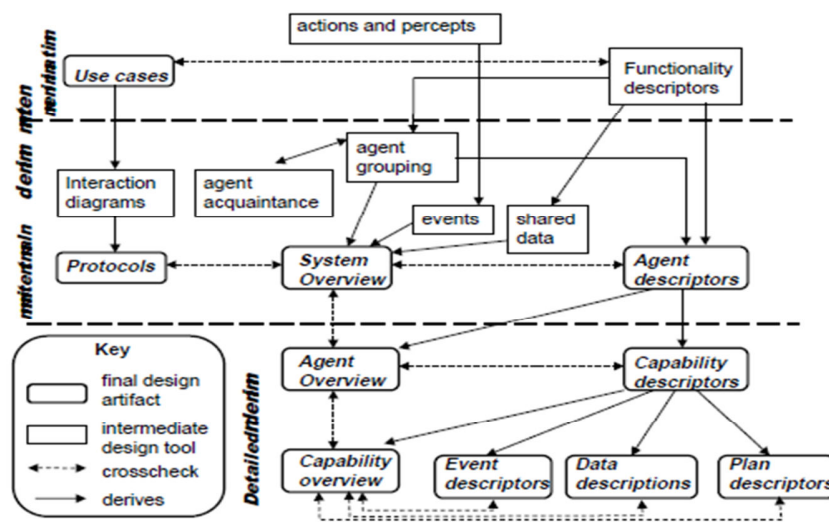 actions and percepts
Use cases
Functionality
descriptors
agent
grouping
Interaction
diagrams
agent
acquaintance
events
shared
data
Protocols
System
Overview
Agent
descriptors
Key
final design
artifact
intermediate
design tool
crosscheck
derives
Agent
Overview
Capability
descriptors
Capability
overview
Event
descriptors
Data
descriptions
Plan
descriptors